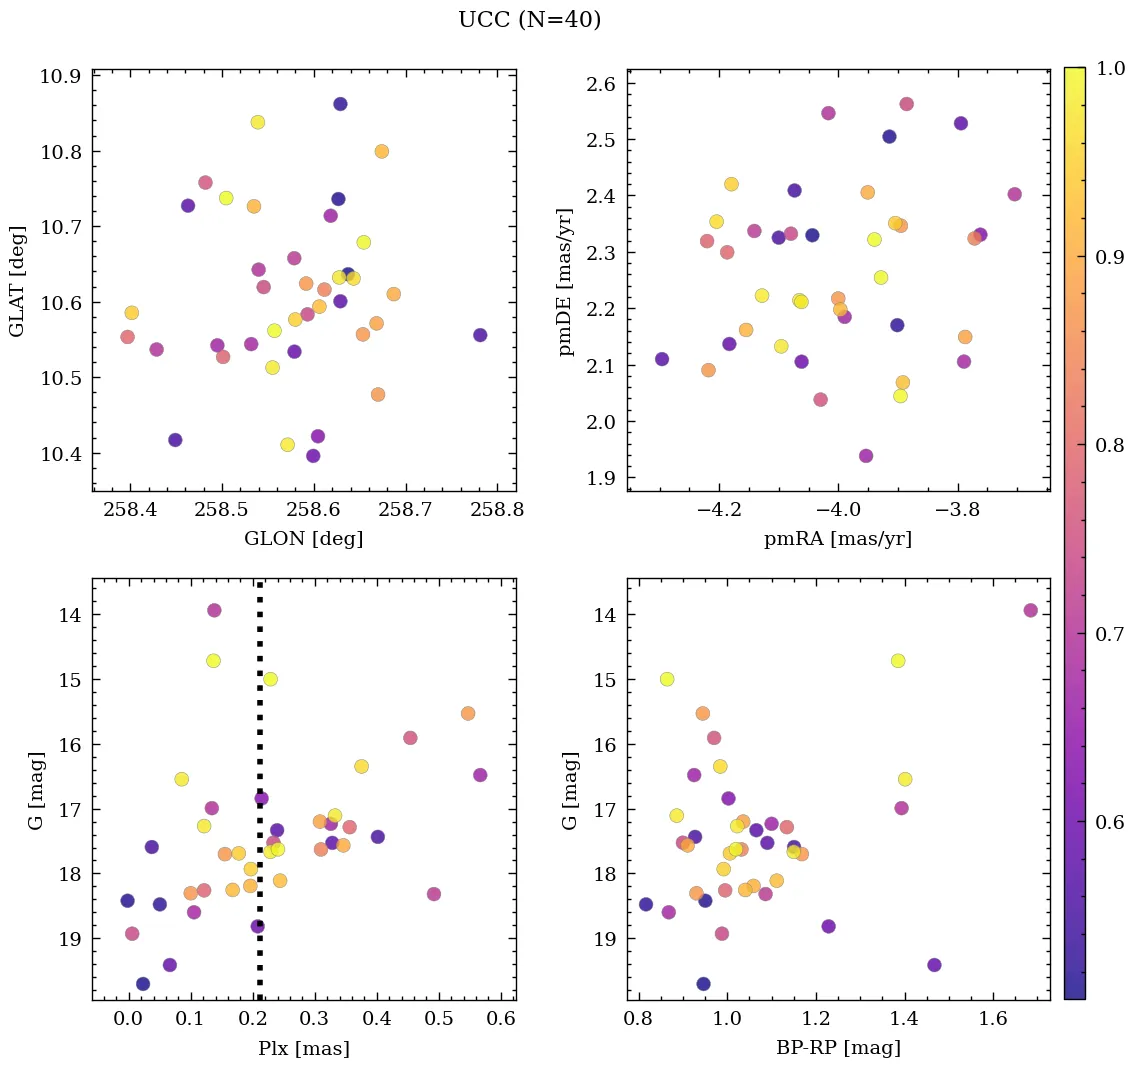 UCC (N=40)
10.9
10.8
10.7
10.6
10.5
10.4
GLAT [deg]
258.4 258.5 258.6 258.7 258.8
GLON [deg]
2.6
2.5
2.4
2.3
2.2
2.1
2.0
1.9
pmDE [mas/yr]
−4.2 −4.0 −3.8
pmRA [mas/yr]
1.0
0.9
0.8
0.7
0.6
14
15
16
17
18
19
G [mag]
0.0 0.1 0.2 0.3 0.4 0.5 0.6
Plx [mas]
14
15
16
17
18
19
G [mag]
0.8 1.0 1.2 1.4 1.6
BP-RP [mag]